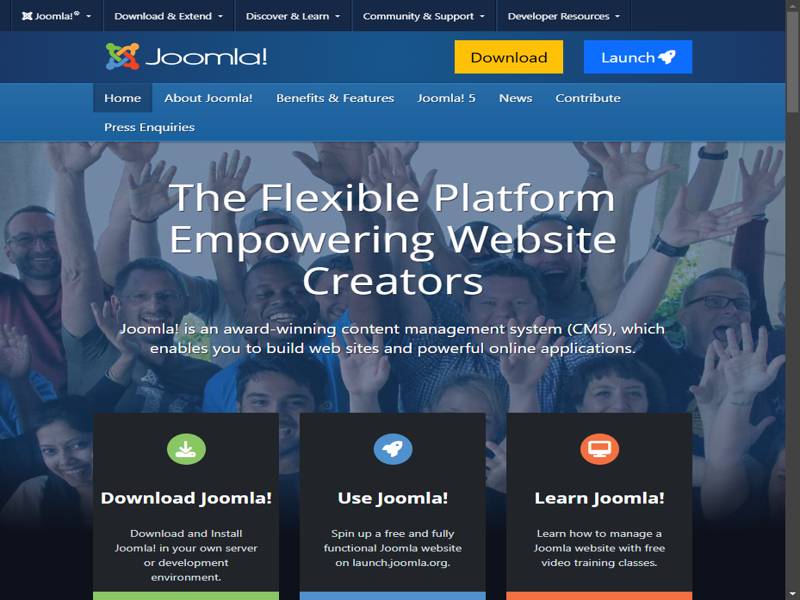 Joomla!® Download & Extend Discover & Learn Community & Support Developer Resources
Joomla! Download Launch
Home About Joomla! Benefits & Features Joomla! 5 News Contribute
Press Enquiries
The Flexible Platform
Empowering Website
Creators
Joomla! is an award-winning content management system (CMS), which
enables you to build web sites and powerful online applications.
Download Joomla!
Download and Install
Joomla! in your own server
or development
environment.
Use Joomla!
Spin up a free and fully
functional Joomla website
on launch.joomla.org.
Learn Joomla!
Learn how to manage a
Joomla website with free
video training classes.